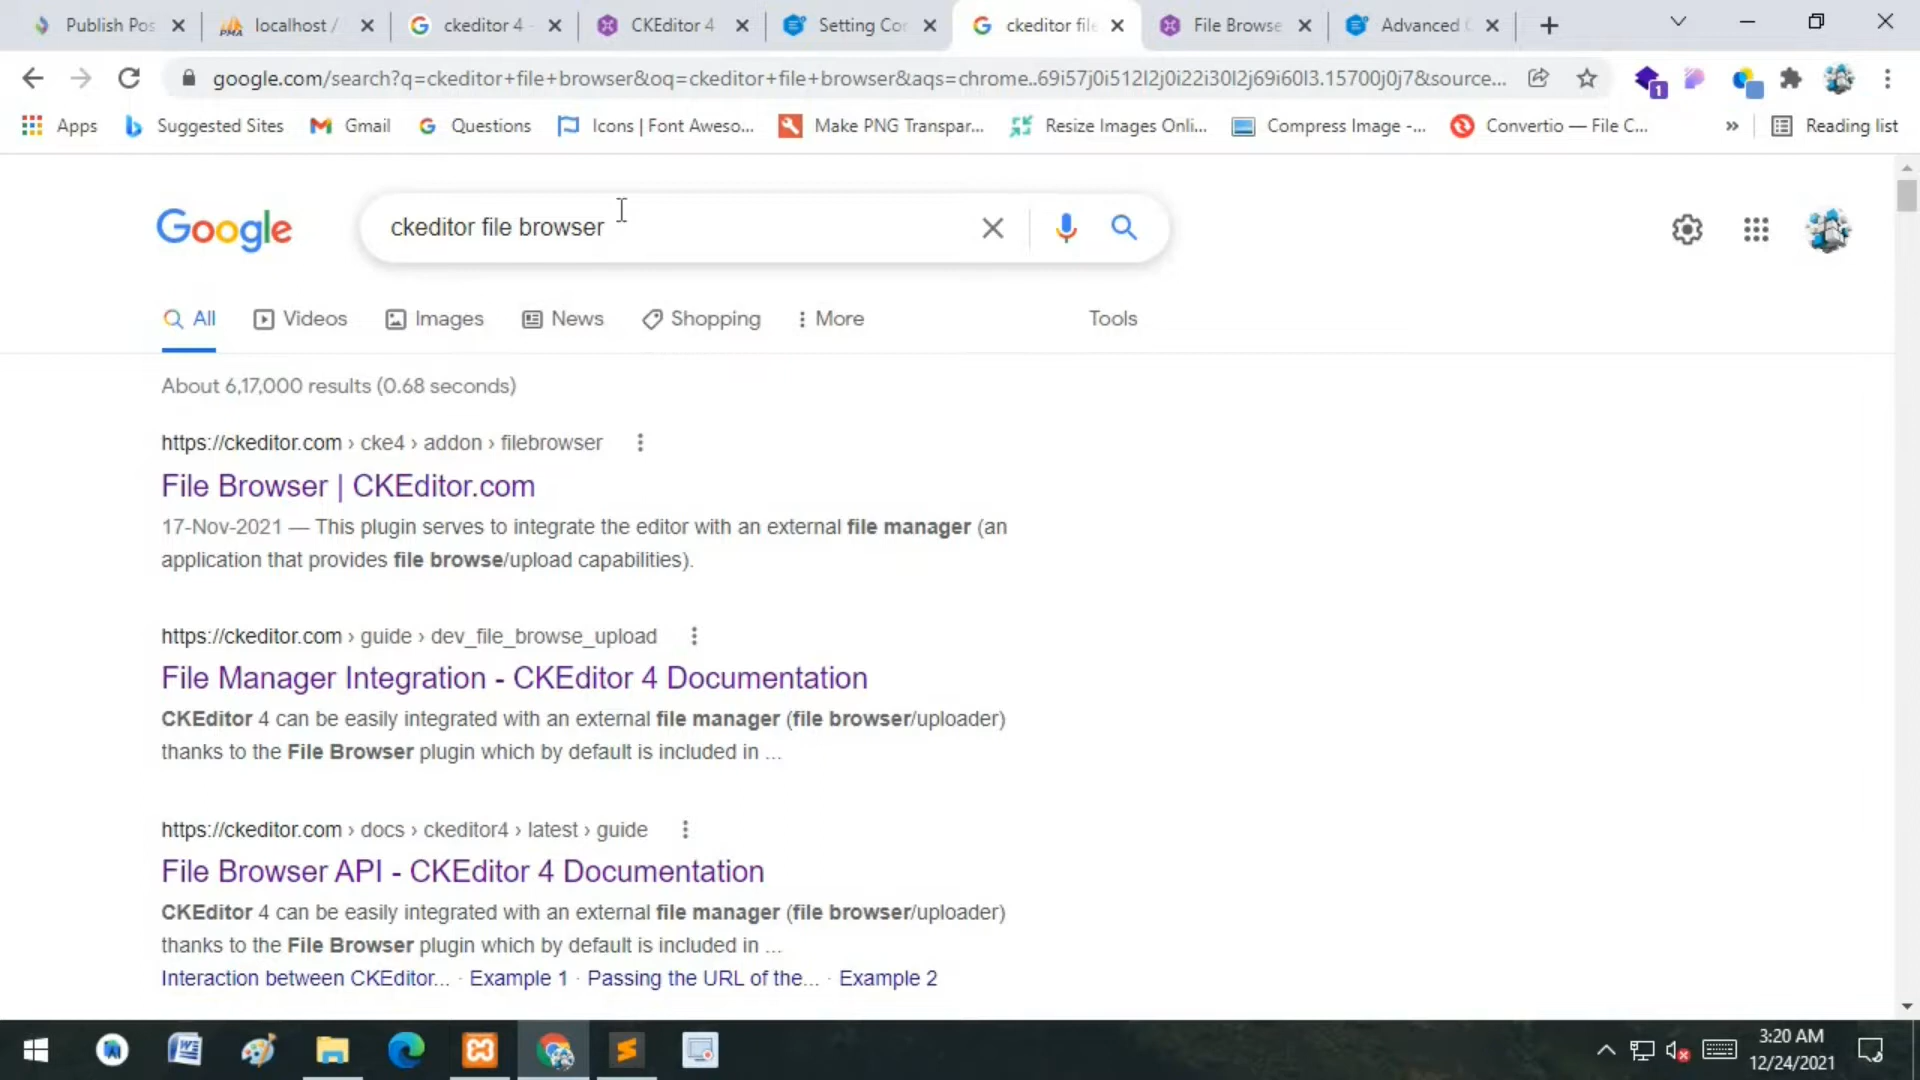 Publish Pos
localhost /
ckeditor 4 -
CKEditor 4
Setting Co
ckeditor file
File Browse
Advanced
google.com/search?q=ckeditor+file+browser&oq=ckeditor+file+browser&aqs=chrome..69i57j0i512l2j0i22i30l2j69i60l3.15700j0j7&source...
1
Apps
Suggested Sites
Gmail
Questions
Icons | Font Aweso...
Make PNG Transpar...
Resize Images Onli...
Compress Image -...
Convertio — File C...
»
Reading list
Google
ckeditor file browser
All
Videos
Images
News
Shopping
More
Tools
About 6,17,000 results (0.68 seconds)
https://ckeditor.com › cke4 › addon › filebrowser
File Browser | CKEditor.com
17-Nov-2021 — This plugin serves to integrate the editor with an external file manager (an
application that provides file browse/upload capabilities).
https://ckeditor.com › guide › dev_file_browse_upload
File Manager Integration - CKEditor 4 Documentation
CKEditor 4 can be easily integrated with an external file manager (file browser/uploader)
thanks to the File Browser plugin which by default is included in ...
https://ckeditor.com › docs › ckeditor4 › latest › guide
File Browser API - CKEditor 4 Documentation
CKEditor 4 can be easily integrated with an external file manager (file browser/uploader)
thanks to the File Browser plugin which by default is included in ...
Interaction between CKEditor... · Example 1 · Passing the URL of the... · Example 2
3:20 AM
12/24/2021